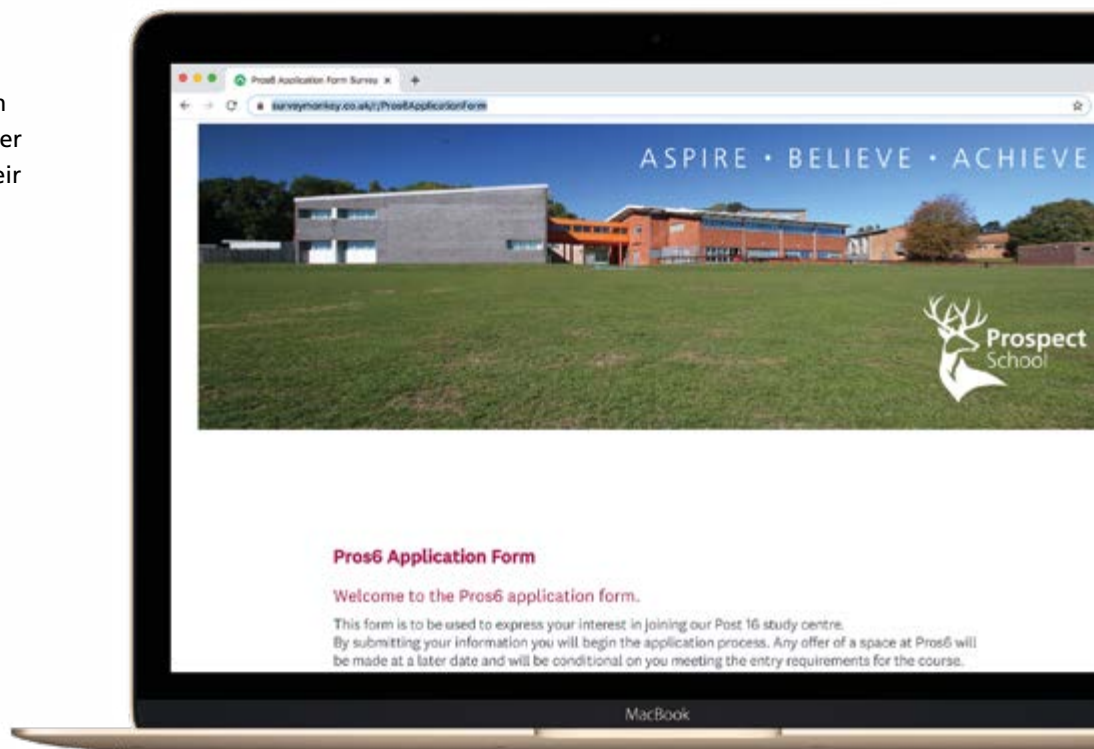 n
er
eir
Pros6 Application Form Survey
surveymonkey.co.uk/r/Pros6ApplicationForm
ASPIRE • BELIEVE • ACHIEVE
Prospect
School
Pros6 Application Form
Welcome to the Pros6 application form.
This form is to be used to express your interest in joining our Post 16 study centre.
By submitting your information you will begin the application process. Any offer of a space at Pros6 will
be made at a later date and will be conditional on you meeting the entry requirements for the course.
MacBook